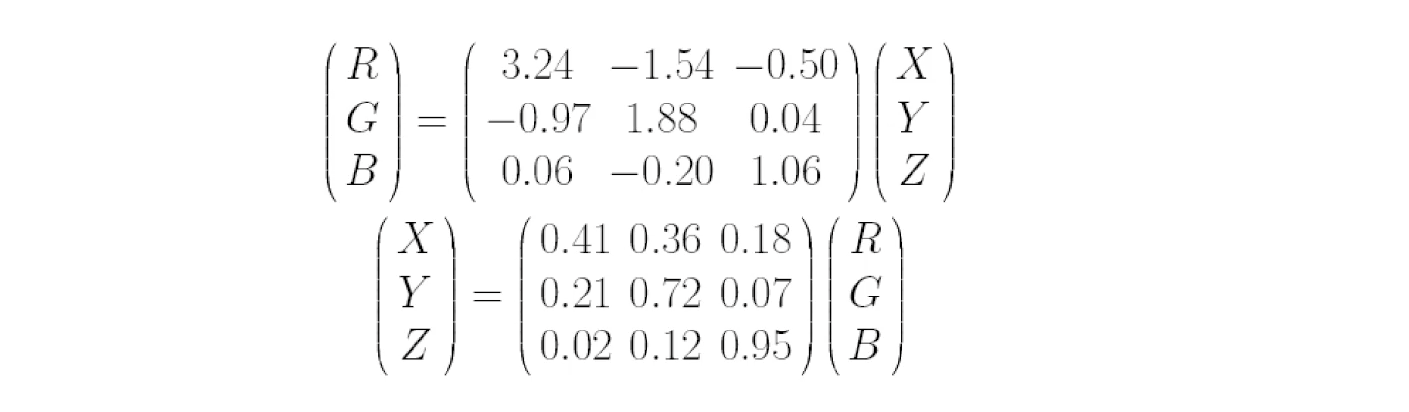 R 3.24 −1.54 −0.50 X
G = −0.97 1.88 0.04 Y
B 0.06 −0.20 1.06 Z
X 0.41 0.36 0.18 R
Y = 0.21 0.72 0.07 G
Z 0.02 0.12 0.95 B